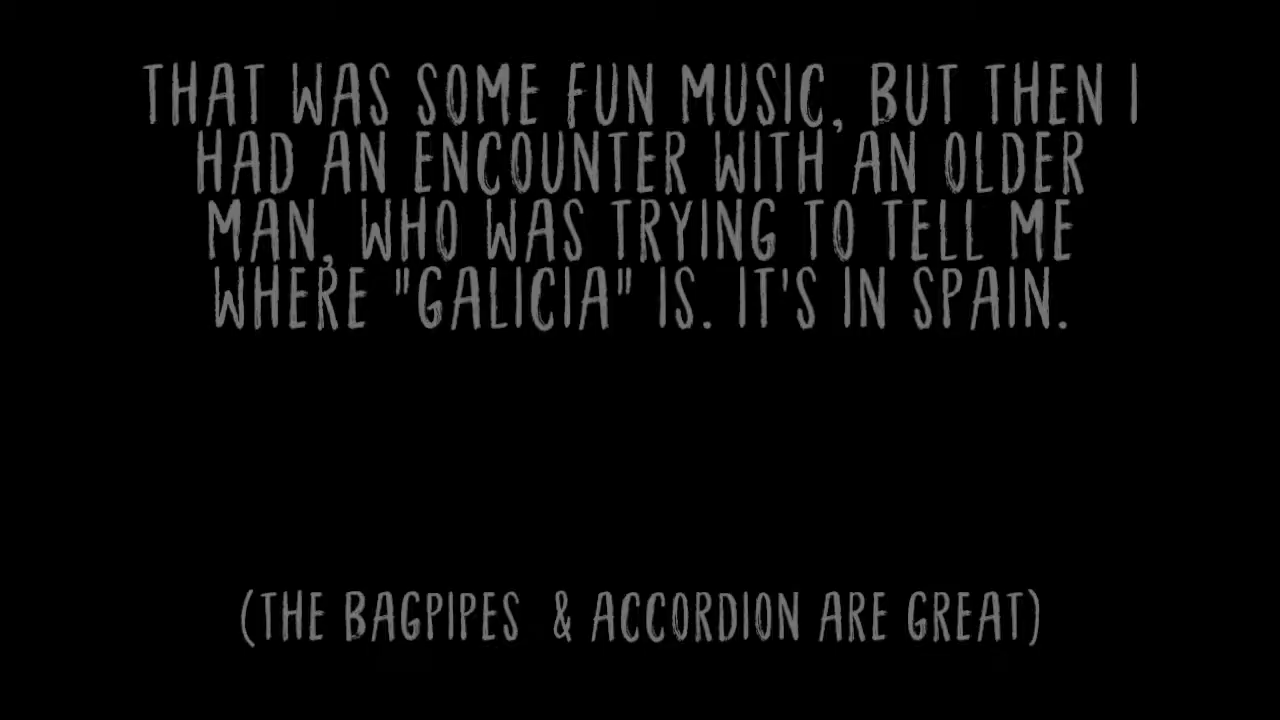 THAT WAS SOME FUN MUSIC, BUT THEN I
HAD AN ENCOUNTER WITH AN OLDER
MAN, WHO WAS TRYING TO TELL ME
WHERE "GALICIA" IS. IT'S IN SPAIN.
(THE BAGPIPES & ACCORDION ARE GREAT)